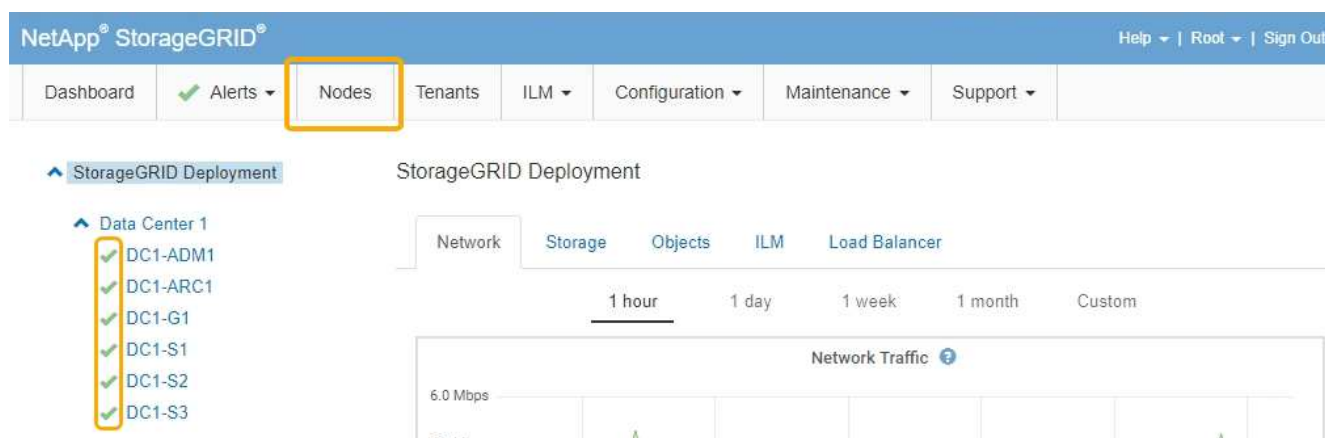 NetApp® StorageGRID®
Help | Root | Sign Out
Dashboard Alerts Nodes Tenants ILM Configuration Maintenance Support
StorageGRID Deployment
StorageGRID Deployment
Data Center 1
Network Storage Objects ILM Load Balancer
DC1-ADM1
DC1-ARC1
DC1-G1
DC1-S1
DC1-S2
DC1-S3
1 hour 1 day 1 week 1 month Custom
Network Traffic
6.0 Mbps